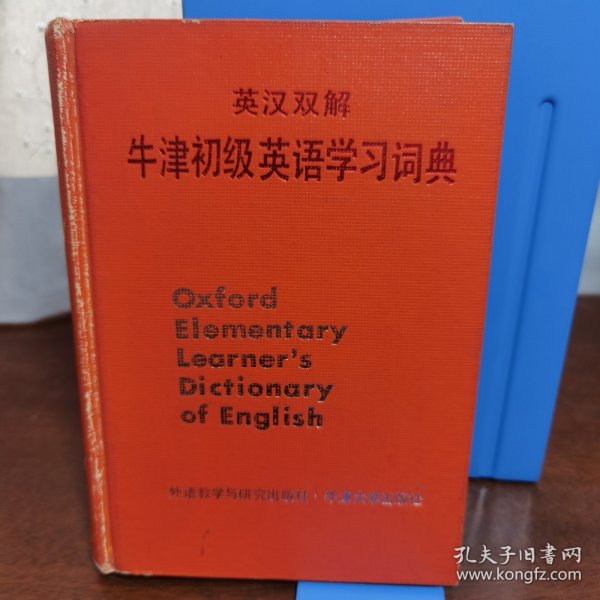 英汉双解
牛津初级英语学习词典
Oxford
Elementary
Learner's
Dictionary
of English
外语教学与研究出版社·牛津大学出版社
孔夫子旧书网
www.kongfz.com